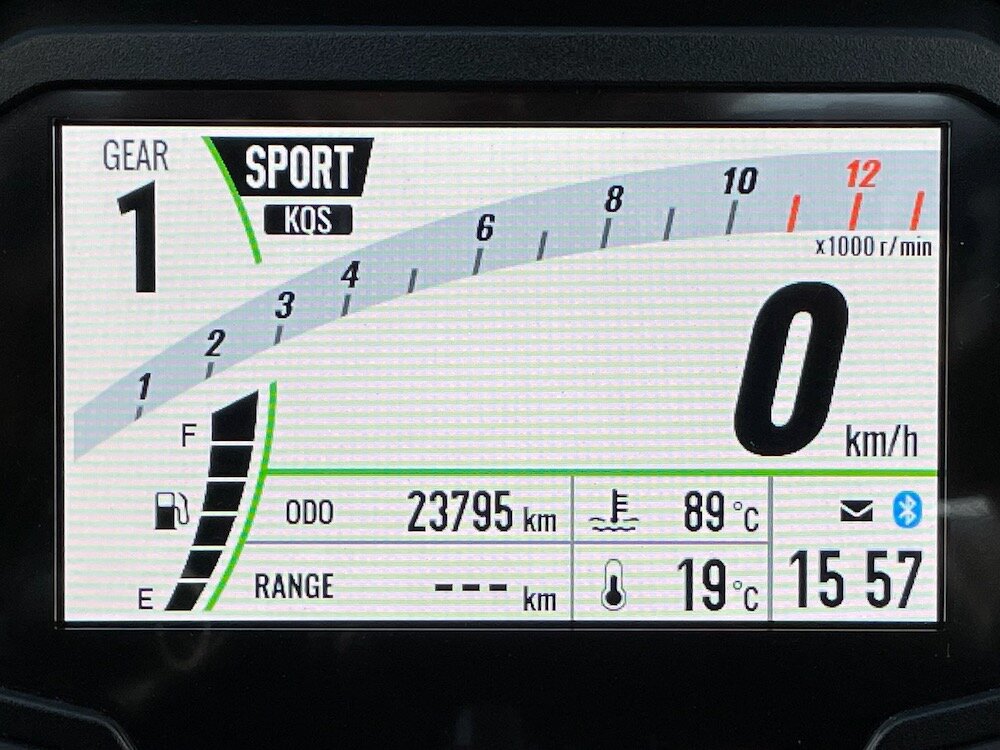 GEAR
1
SPORT
KQS
1 2 3 4 6 8 10 12
x1000 r/min
0 km/h
F
E
ODO 23795 km
RANGE --- km
89 °C
19 °C
15 57